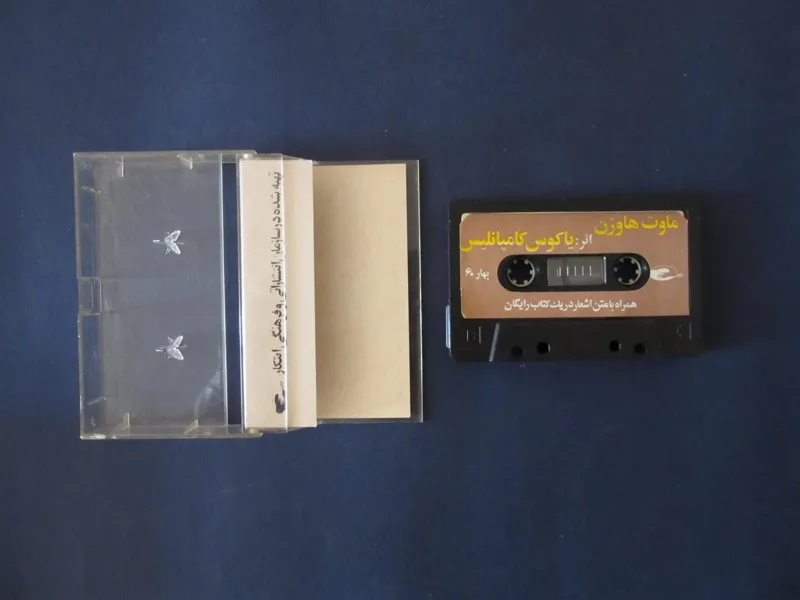 تهیه شده در سازمان انتشاراتی و فرهنگی ابتکار
ماوت هاوزن
اثر: یاکوس کامپانلیس
بهار ۶۰
همراه با متن اشعار در یک کتاب رایگان